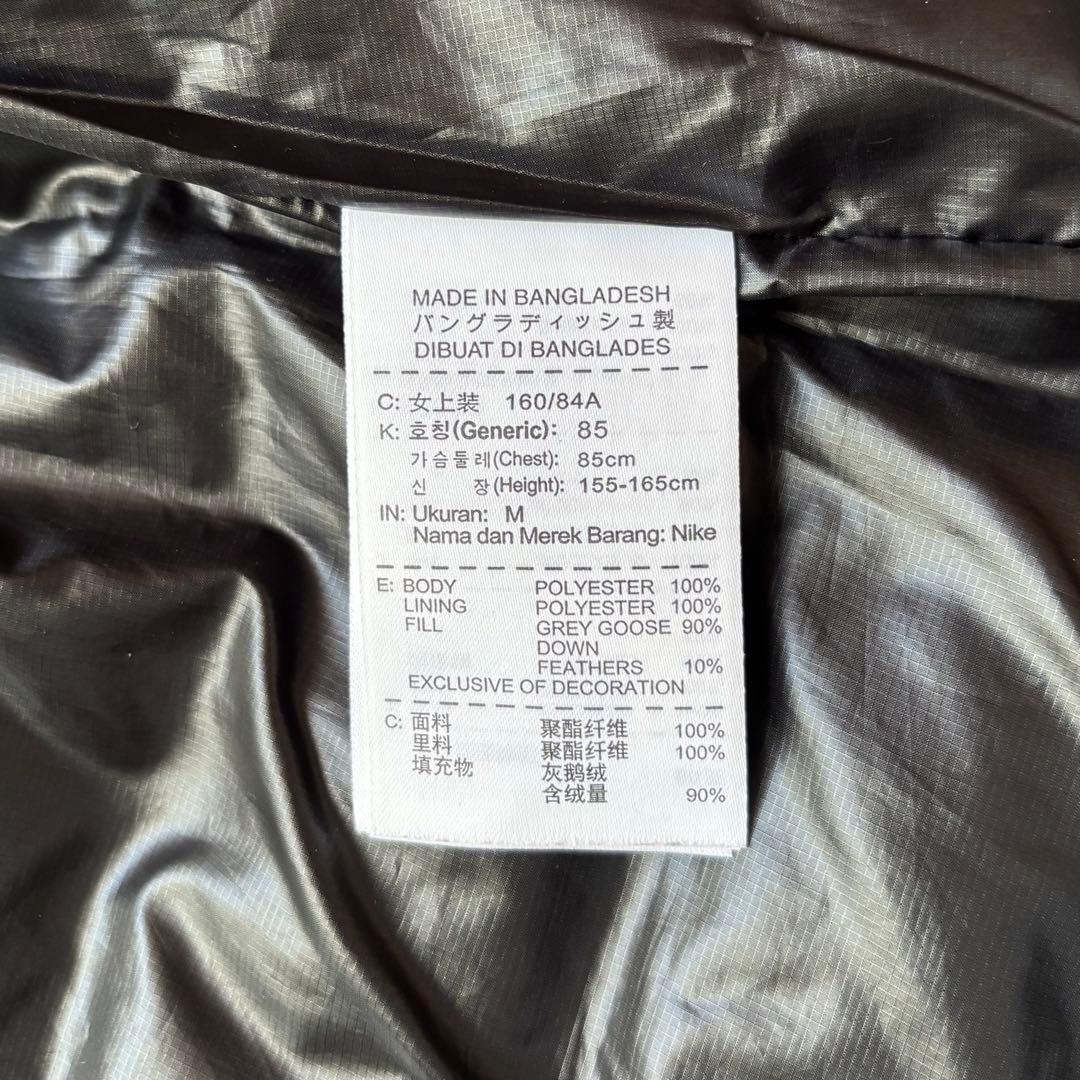 MADE IN BANGLADESH
バングラディッシュ製
DIBUAT DI BANGLADES
C: 女上装 160/84A
K: 호칭(Generic): 85
가슴둘레(Chest): 85cm
신 장(Height): 155-165cm
IN: Ukuran: M
Nama dan Merek Barang: Nike
E: BODY POLYESTER 100%
LINING POLYESTER 100%
FILL GREY GOOSE 90%
DOWN
FEATHERS 10%
EXCLUSIVE OF DECORATION
C: 面料 聚酯纤维 100%
里料 聚酯纤维 100%
填充物 灰鹅绒
含绒量 90%